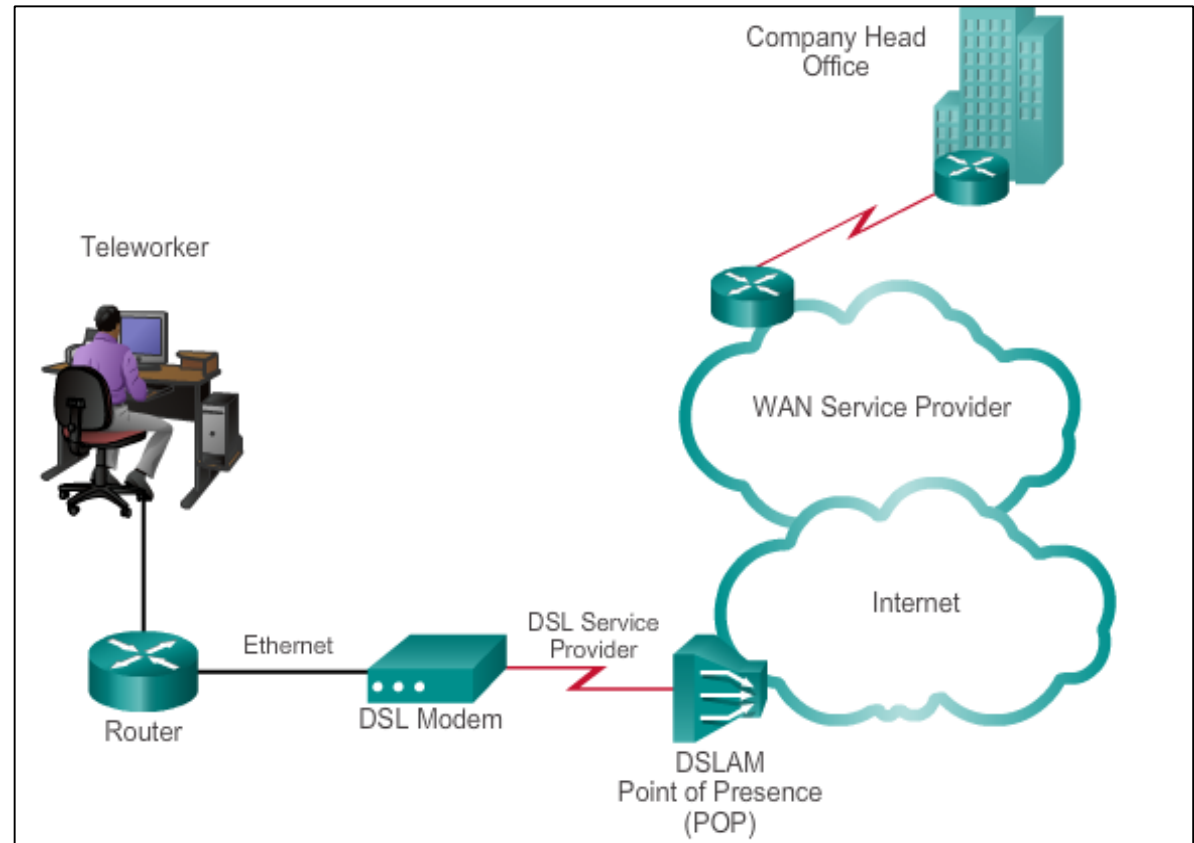 Company Head
Office
Teleworker
WAN Service Provider
Internet
DSL Service
Provider
Ethernet
DSL Modem
Router
DSLAM
Point of Presence
(POP)